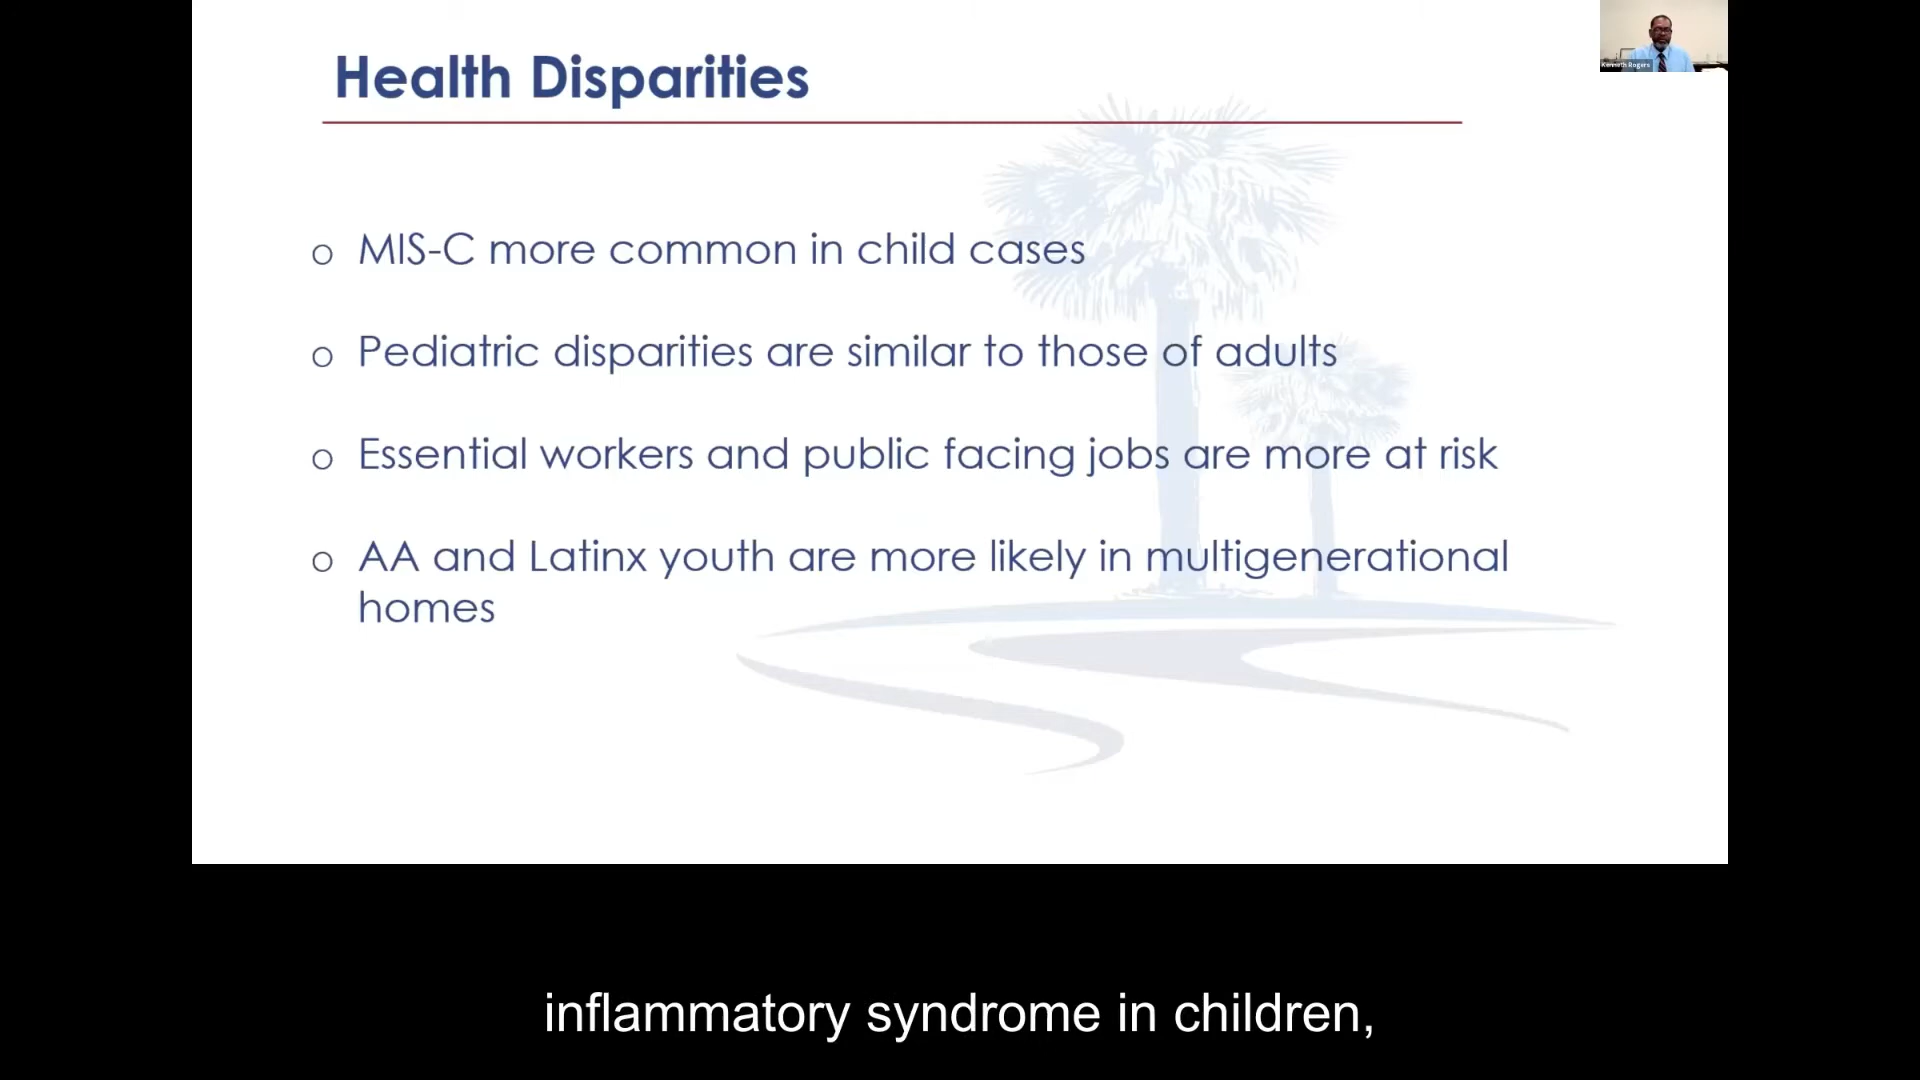 Health Disparities
Kenneth Rogers
o MIS-C more common in child cases
o Pediatric disparities are similar to those of adults
o Essential workers and public facing jobs are more at risk
o AA and Latinx youth are more likely in multigenerational
homes
inflammatory syndrome in children,